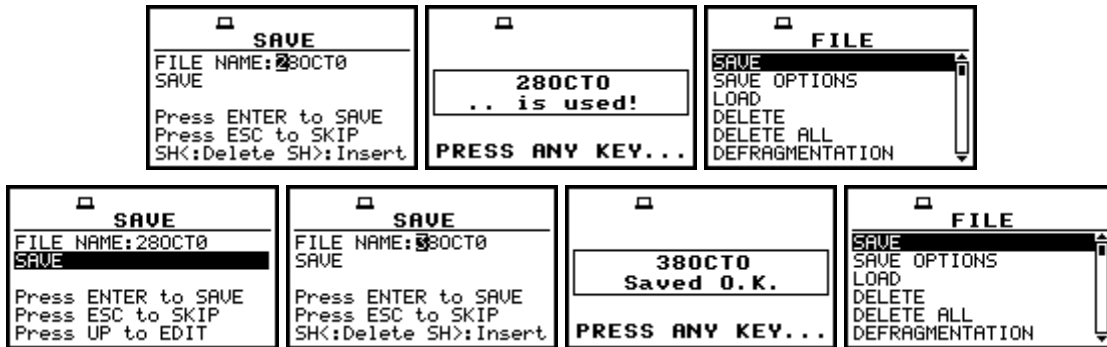 SAVE
FILE NAME:28OCT0
SAVE
Press ENTER to SAVE
Press ESC to SKIP
SH<:Delete SH>:Insert
28OCT0
.. is used!
PRESS ANY KEY...
FILE
SAVE
SAVE OPTIONS
LOAD
DELETE
DELETE ALL
DEFRAGMENTATION
SAVE
FILE NAME:28OCT0
SAVE
Press ENTER to SAVE
Press ESC to SKIP
Press UP to EDIT
SAVE
FILE NAME:38OCT0
SAVE
Press ENTER to SAVE
Press ESC to SKIP
SH<:Delete SH>:Insert
38OCT0
Saved O.K.
PRESS ANY KEY...
FILE
SAVE
SAVE OPTIONS
LOAD
DELETE
DELETE ALL
DEFRAGMENTATION